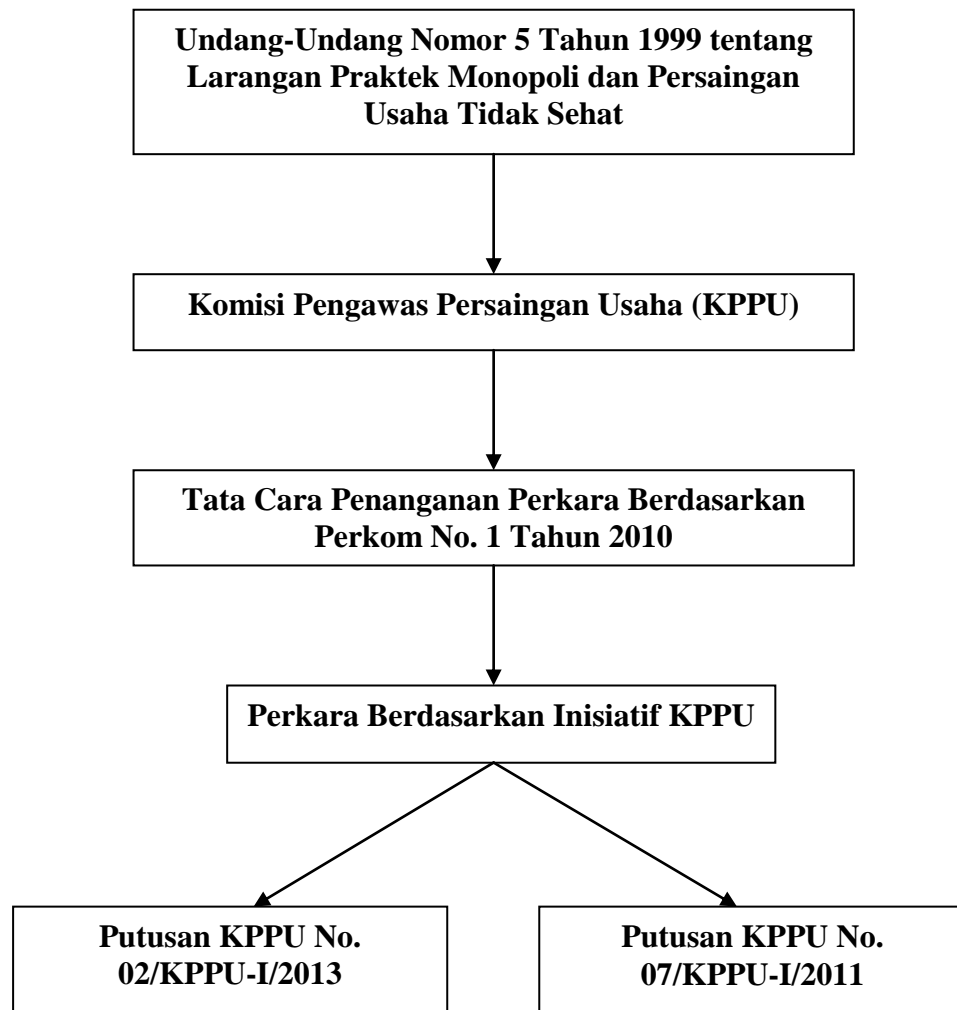 Undang-Undang Nomor 5 Tahun 1999 tentang
Larangan Praktek Monopoli dan Persaingan
Usaha Tidak Sehat
Komisi Pengawas Persaingan Usaha (KPPU)
Tata Cara Penanganan Perkara Berdasarkan
Perkom No. 1 Tahun 2010
Perkara Berdasarkan Inisiatif KPPU
Putusan KPPU No.
02/KPPU-I/2013
Putusan KPPU No.
07/KPPU-I/2011